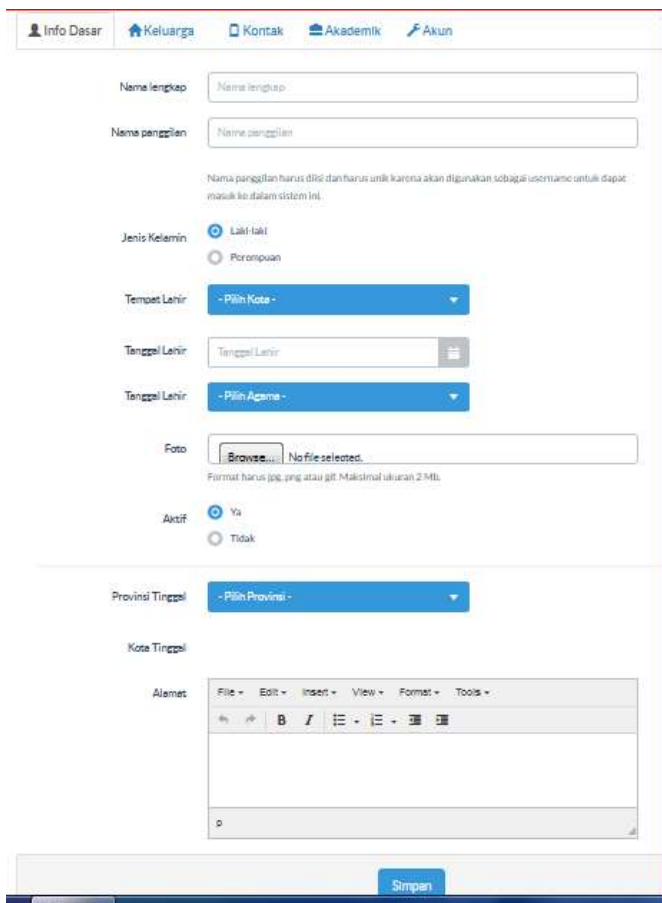 Info Dasar Keluarga Kontak Akademik Akun
Nama lengkap Nama lengkap
Nama panggilan Nama panggilan
Nama panggilan harus diisi dan harus unik karena akan digunakan sebagai username untuk dapat
masuk ke dalam sistem ini.
Jenis Kelamin Laki-laki
Perempuan
Tempat Lahir - Pilih Kota -
Tanggal Lahir Tanggal Lahir
Tanggal Lahir - Pilih Agama -
Foto Browse... No file selected.
Format harus jpg, png atau gif. Maksimal ukuran 2 Mb.
Aktif Ya
Tidak
Provinsi Tinggal - Pilih Provinsi -
Kota Tinggal
Alamat File Edit Insert View Format Tools
B I
p
Simpan